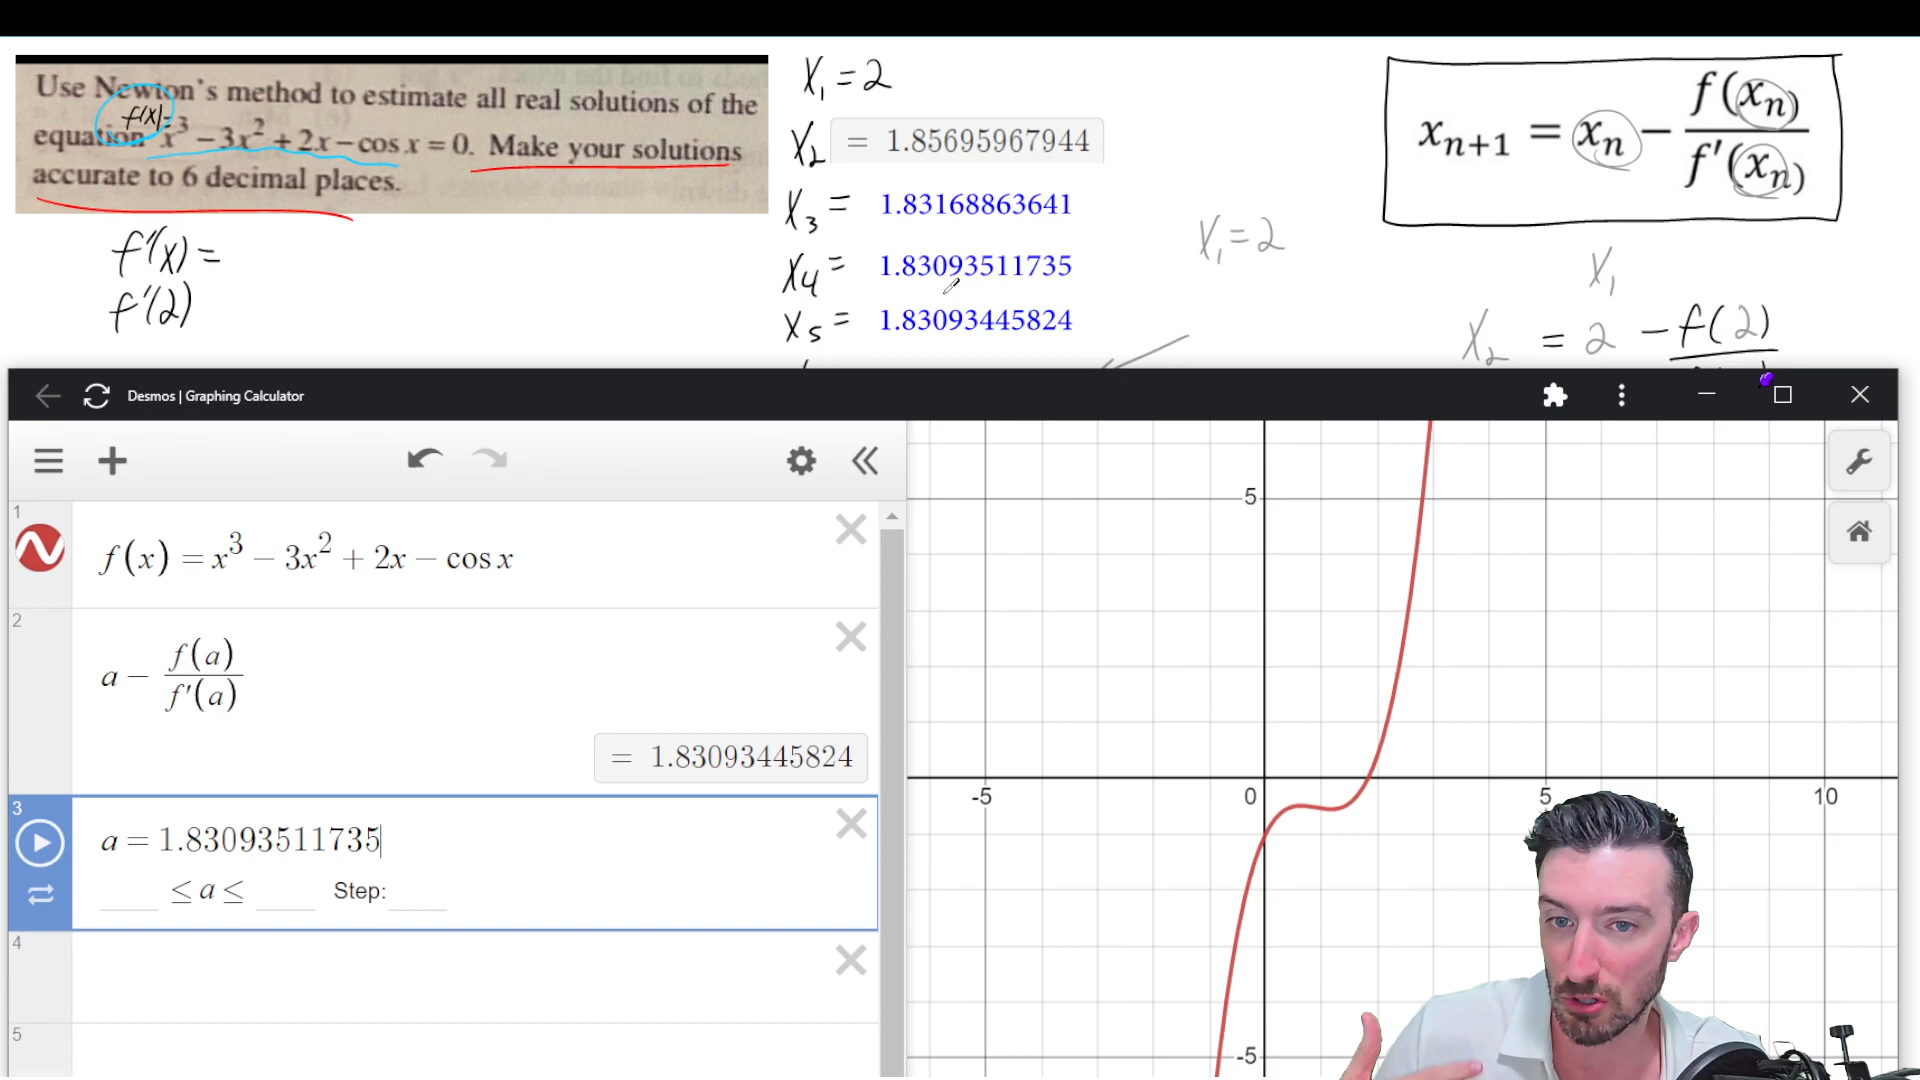 Use Newton's method to estimate all real solutions of the
f(x)=
equation x³ − 3x² + 2x − cos x = 0. Make your solutions
accurate to 6 decimal places.
f'(x) =
f'(2)
X₁ = 2
X₂ = 1.85695967944
X₃ = 1.83168863641
X₄ = 1.83093511735
X₅ = 1.83093445824
xₙ₊₁ = xₙ − f(xₙ) / f'(xₙ)
X₁ = 2
X₁
X₂ = 2 − f(2)
Desmos | Graphing Calculator
1
f(x) = x³ − 3x² + 2x − cos x
2
a − f(a) / f'(a)
= 1.83093445824
3
a = 1.83093511735
≤ a ≤ Step:
4
5
5
-5 0 5 10
-5